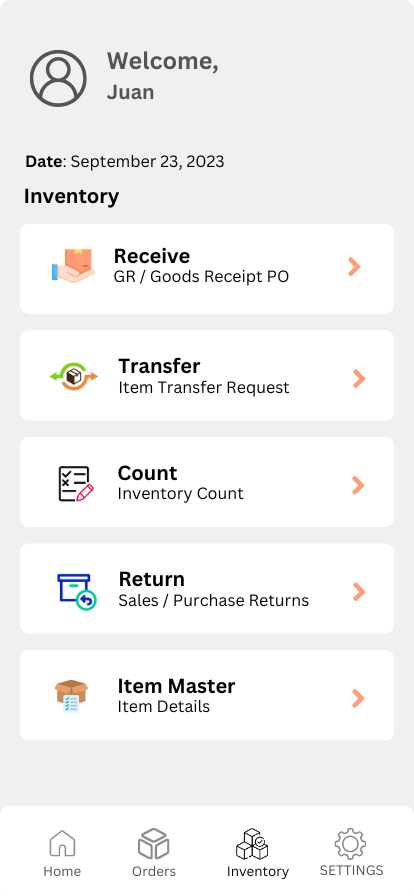 Welcome,
Juan
Date: September 23, 2023
Inventory
Receive
GR / Goods Receipt PO
Transfer
Item Transfer Request
Count
Inventory Count
Return
Sales / Purchase Returns
Item Master
Item Details
Home
Orders
Inventory
SETTINGS